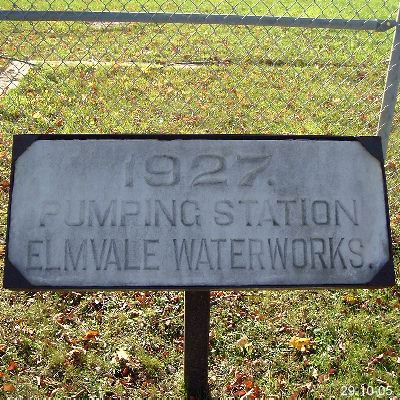 1927.
PUMPING STATION
ELMVALE WATERWORKS.
29-10-05